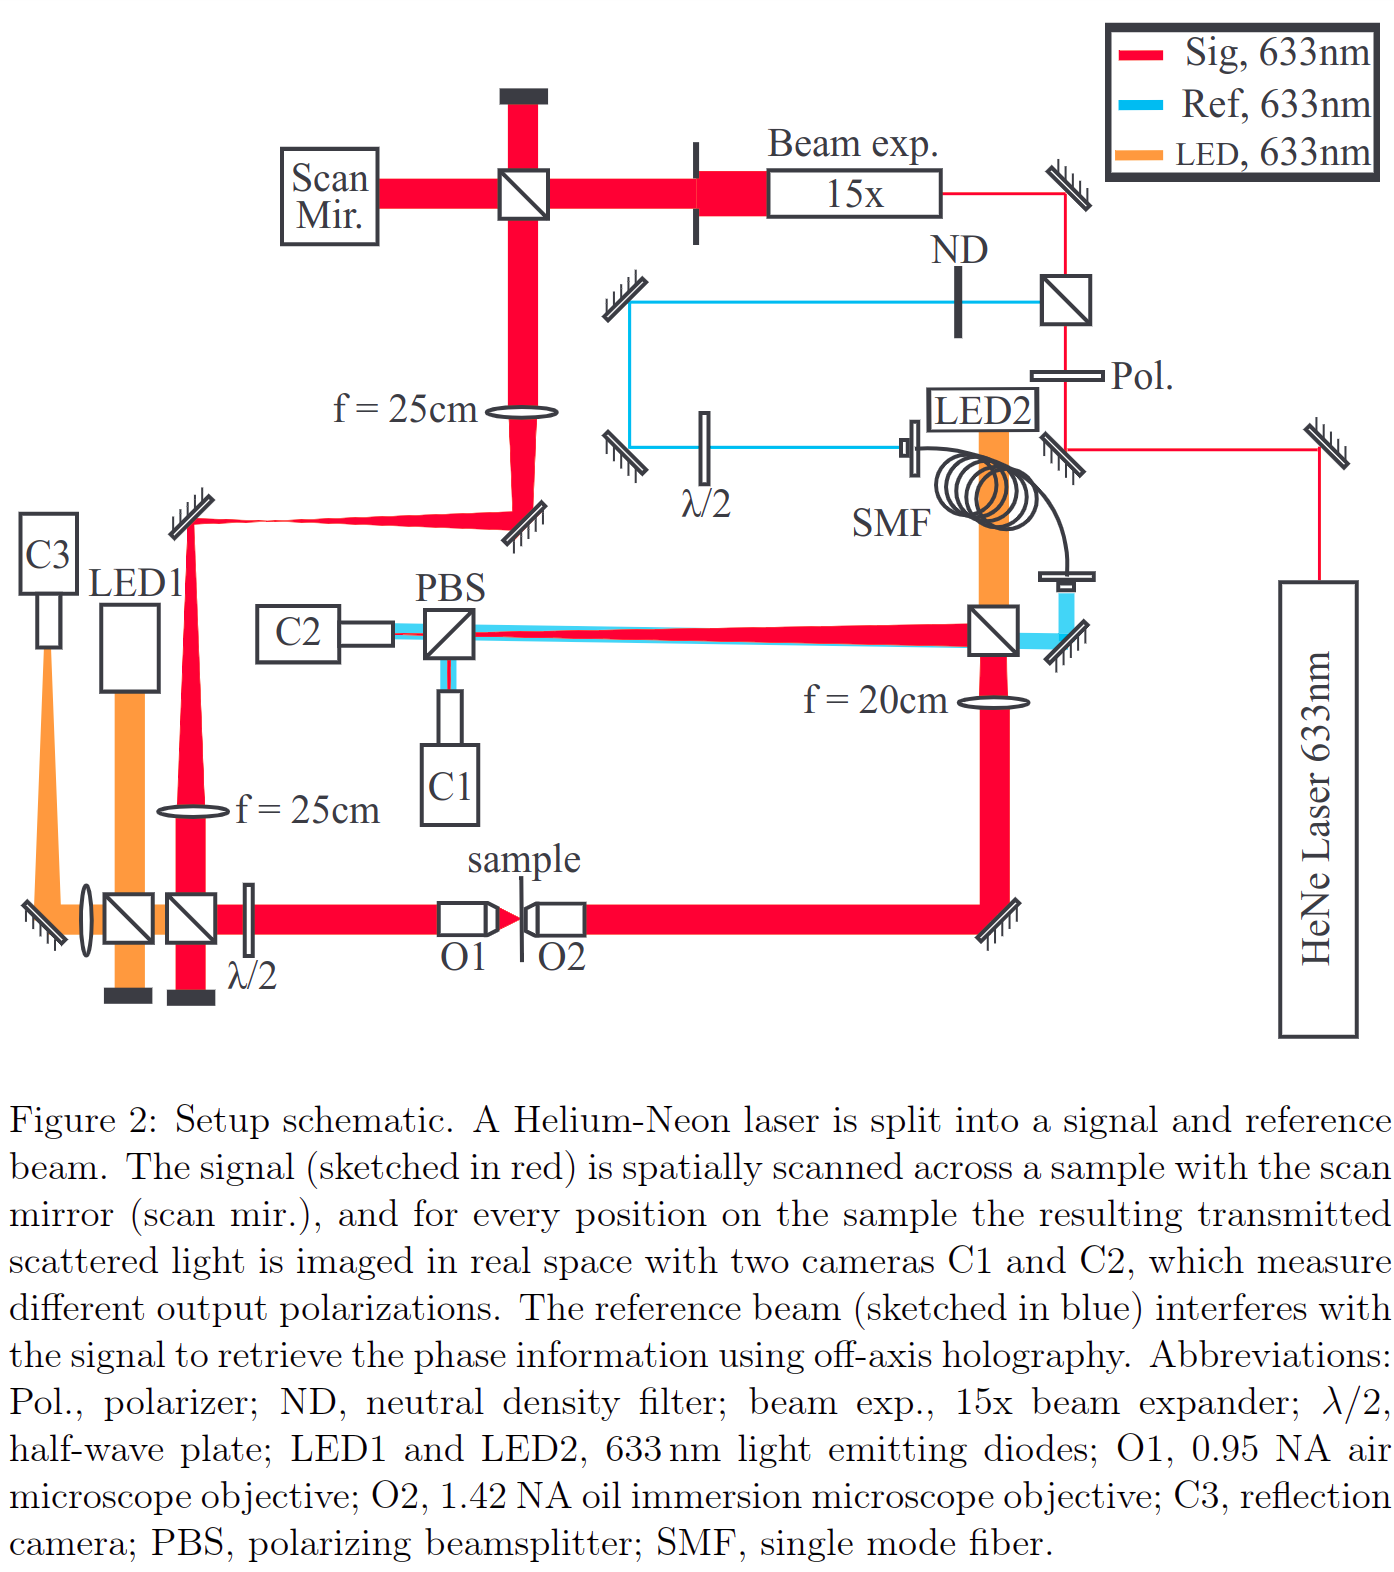 Sig, 633nm
Ref, 633nm
LED, 633nm
Beam exp.
15x
Scan
Mir.
ND
Pol.
f = 25cm
LED2
λ/2
SMF
C3
LED1
PBS
C2
f = 20cm
C1
f = 25cm
HeNe Laser 633nm
sample
O1
O2
λ/2
Figure 2: Setup schematic. A Helium-Neon laser is split into a signal and reference
beam. The signal (sketched in red) is spatially scanned across a sample with the scan
mirror (scan mir.), and for every position on the sample the resulting transmitted
scattered light is imaged in real space with two cameras C1 and C2, which measure
different output polarizations. The reference beam (sketched in blue) interferes with
the signal to retrieve the phase information using off-axis holography. Abbreviations:
Pol., polarizer; ND, neutral density filter; beam exp., 15x beam expander; λ/2,
half-wave plate; LED1 and LED2, 633 nm light emitting diodes; O1, 0.95 NA air
microscope objective; O2, 1.42 NA oil immersion microscope objective; C3, reflection
camera; PBS, polarizing beamsplitter; SMF, single mode fiber.